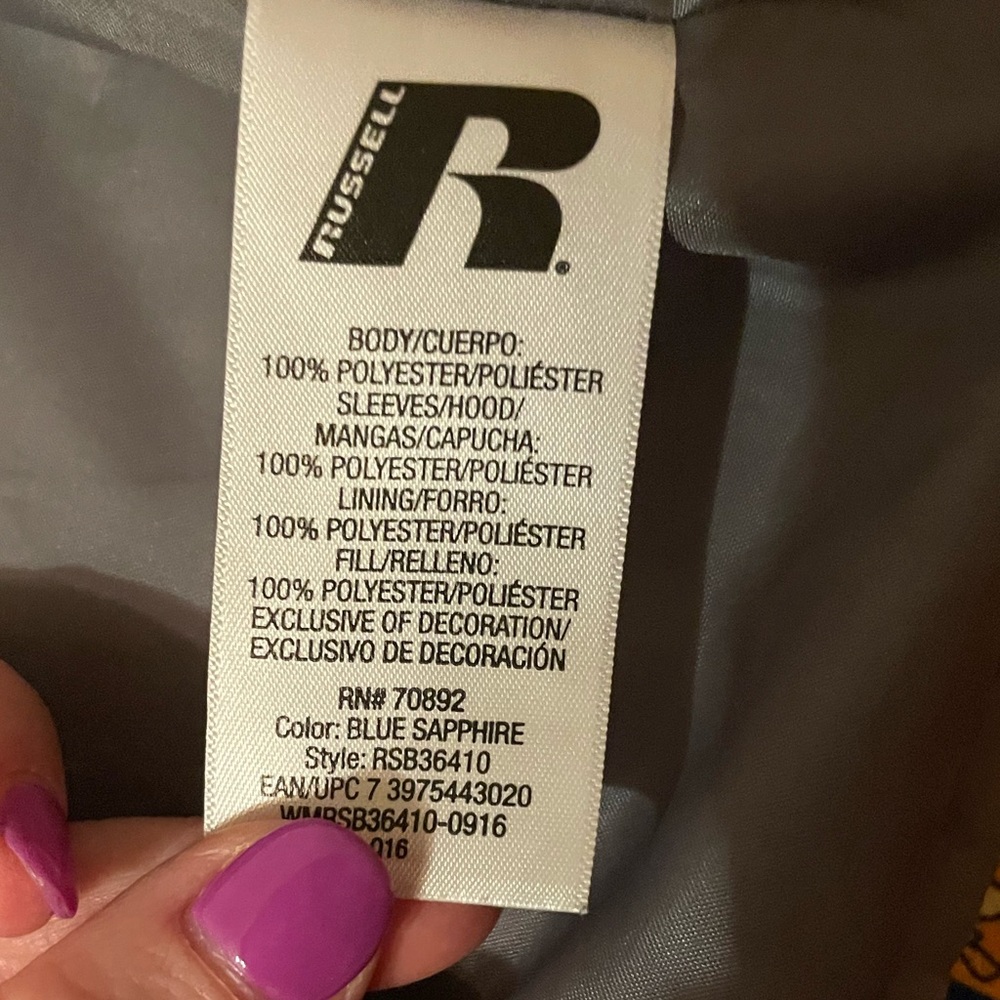 RUSSELL
R®
BODY/CUERPO:
100% POLYESTER/POLIÉSTER
SLEEVES/HOOD/
MANGAS/CAPUCHA:
100% POLYESTER/POLIÉSTER
LINING/FORRO:
100% POLYESTER/POLIÉSTER
FILL/RELLENO:
100% POLYESTER/POLIÉSTER
EXCLUSIVE OF DECORATION/
EXCLUSIVO DE DECORACIÓN
RN# 70892
Color: BLUE SAPPHIRE
Style: RSB36410
EAN/UPC 7 3975443020
WMRSB36410-0916